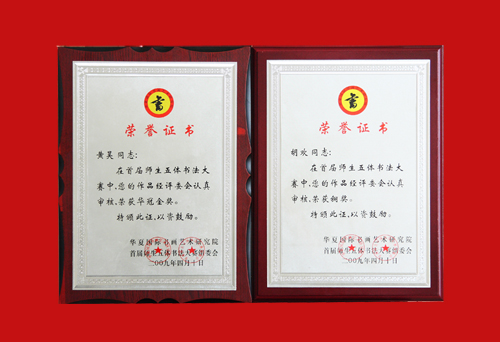 荣誉证书
黄昊同志:
在首届师生五体书法大
赛中,您的作品经评委会认真
审核,荣获华冠金奖。
特颁此证,以资鼓励。
华夏国际书画艺术研究院
首届师生五体书法大赛组委会
二00九年四月十日
荣誉证书
胡欢同志:
在首届师生五体书法大
赛中,您的作品经评委会认真
审核,荣获铜奖。
特颁此证,以资鼓励。
华夏国际书画艺术研究院
首届师生五体书法大赛组委会
二00九年四月十日